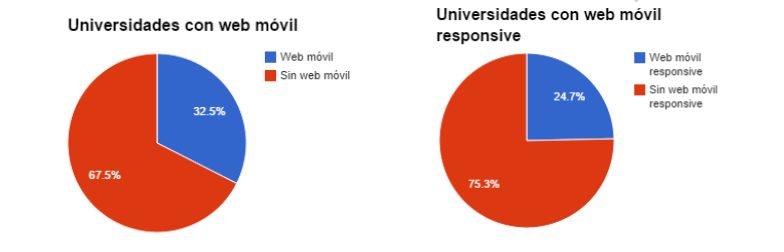 Universidades con web móvil
Web móvil
Sin web móvil
32.5%
67.5%
Universidades con web móvil
responsive
Web móvil
responsive
Sin web móvil
responsive
24.7%
75.3%